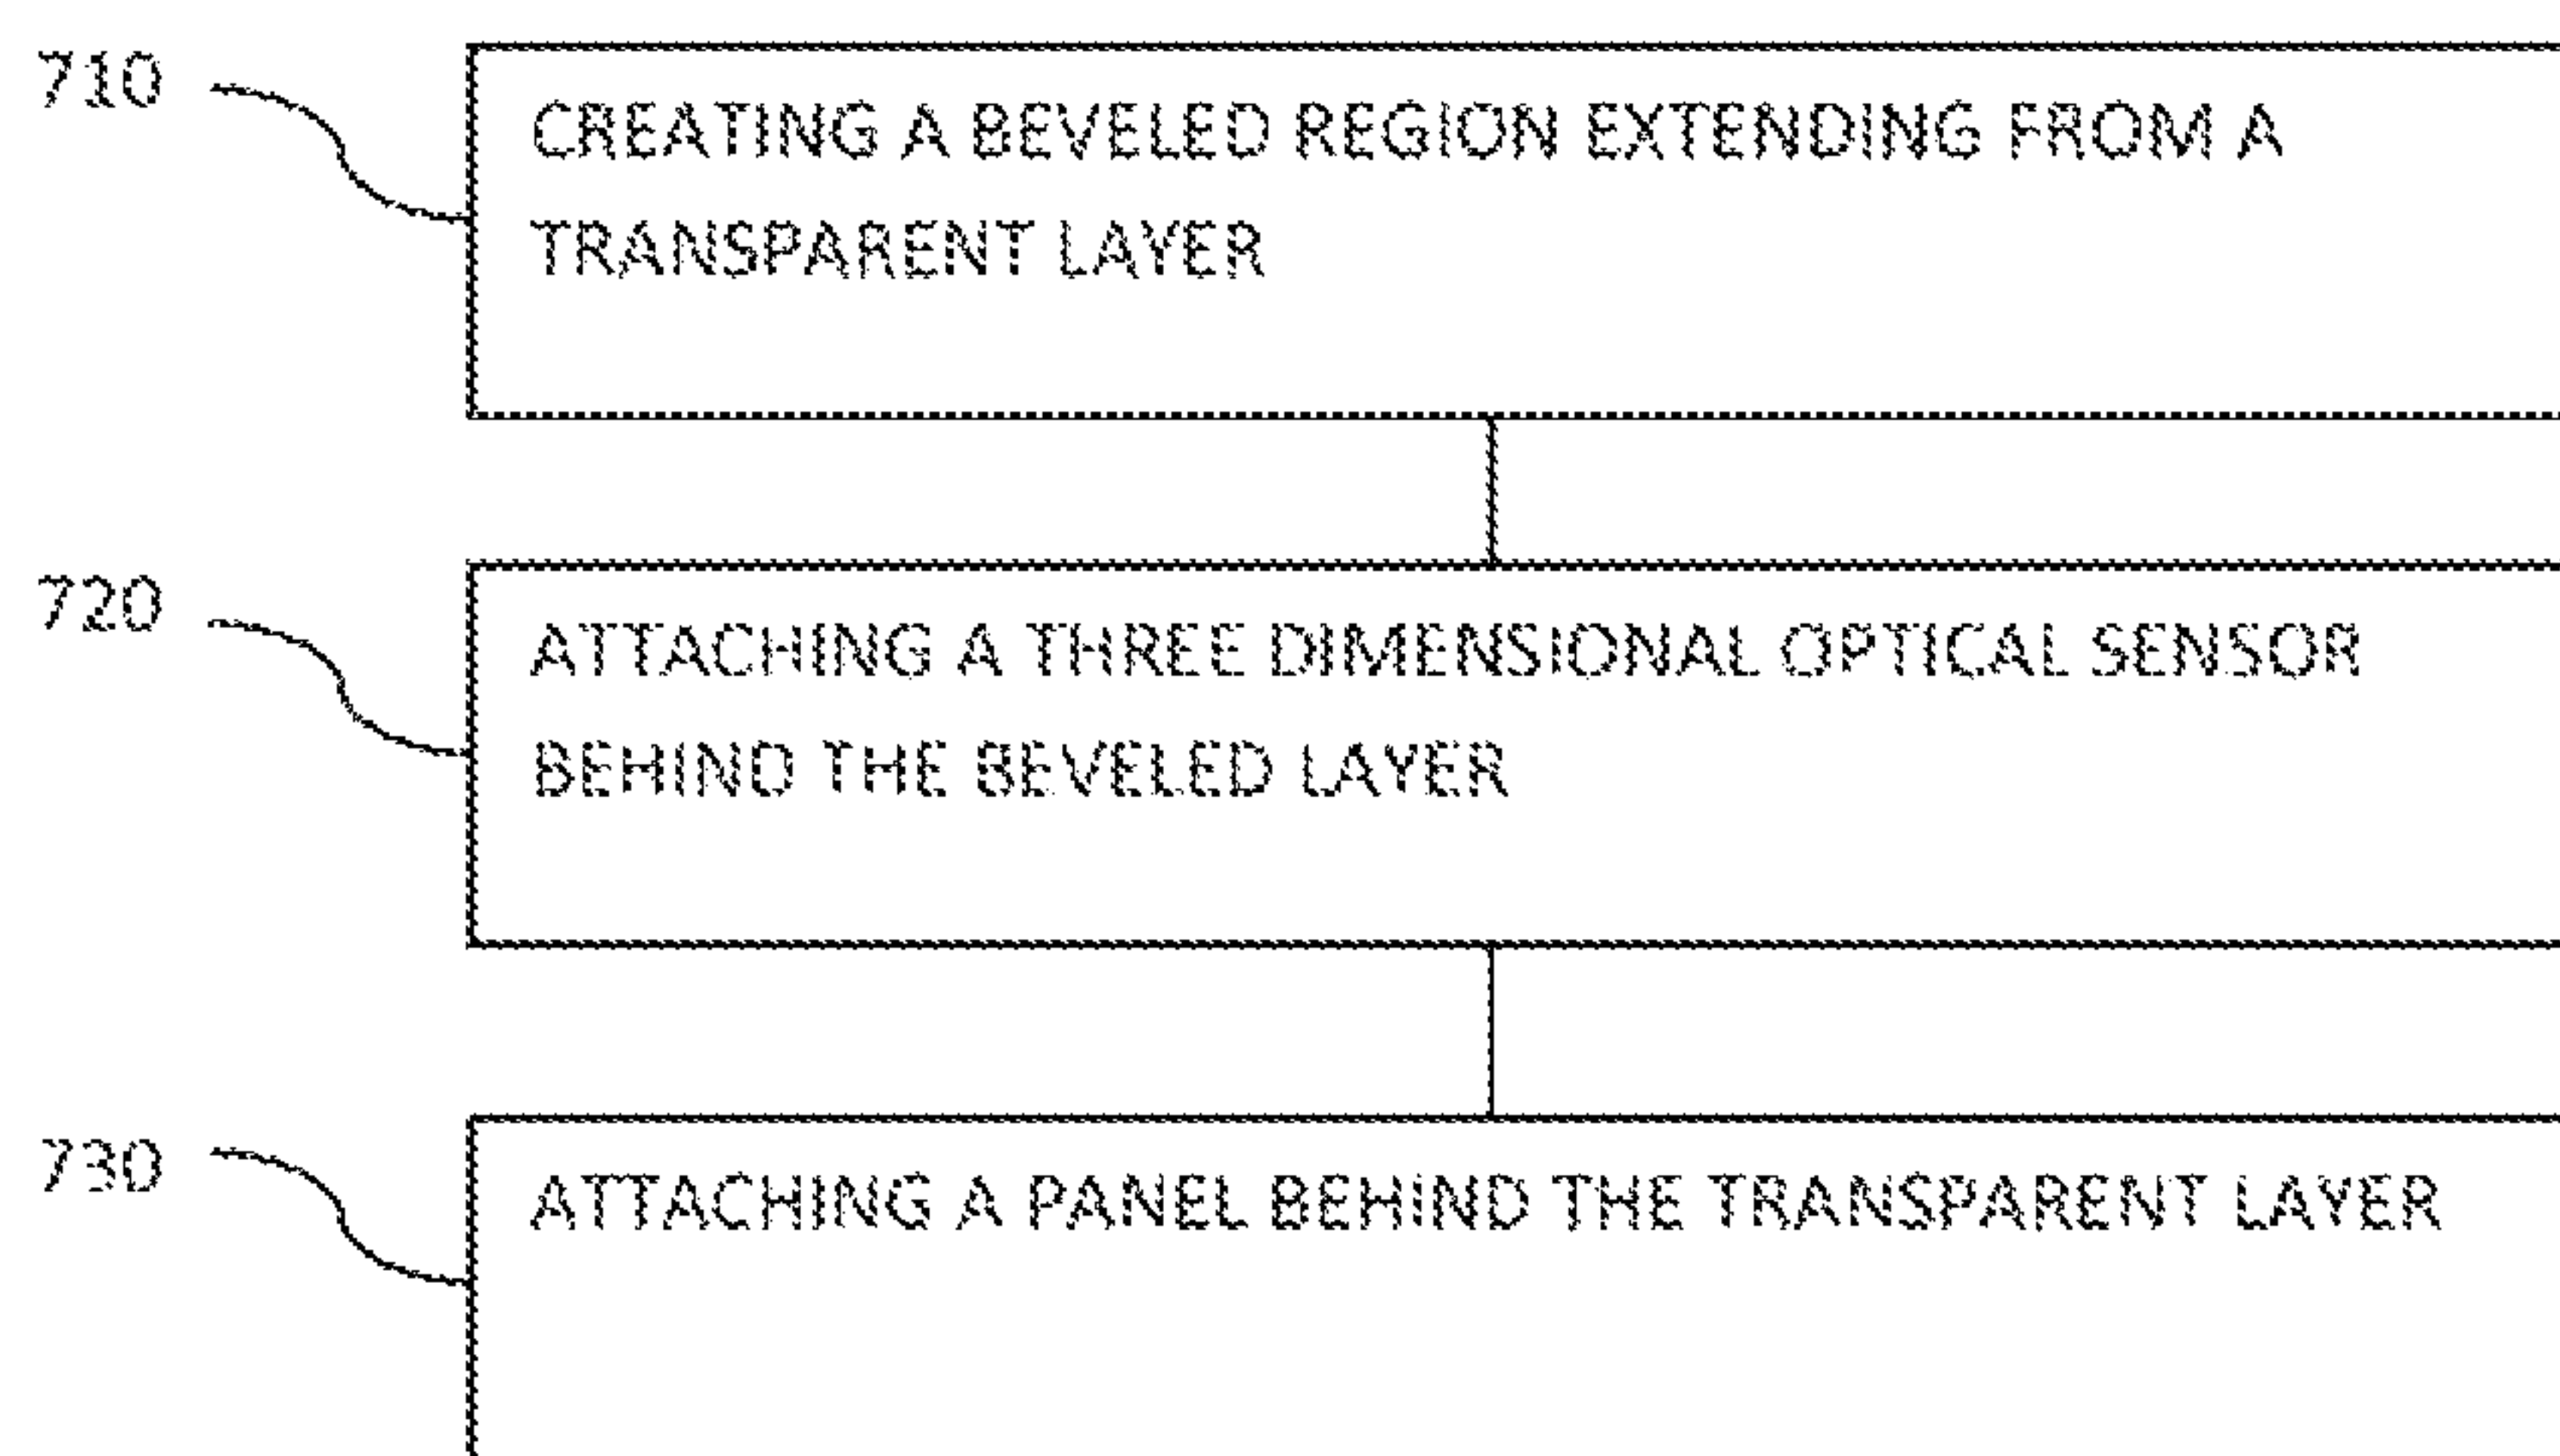 710
CREATING A BEVELED REGION EXTENDING FROM A
TRANSPARENT LAYER
720
ATTACHING A THREE DIMENSIONAL OPTICAL SENSOR
BEHIND THE BEVELED LAYER
730
ATTACHING A PANEL BEHIND THE TRANSPARENT LAYER